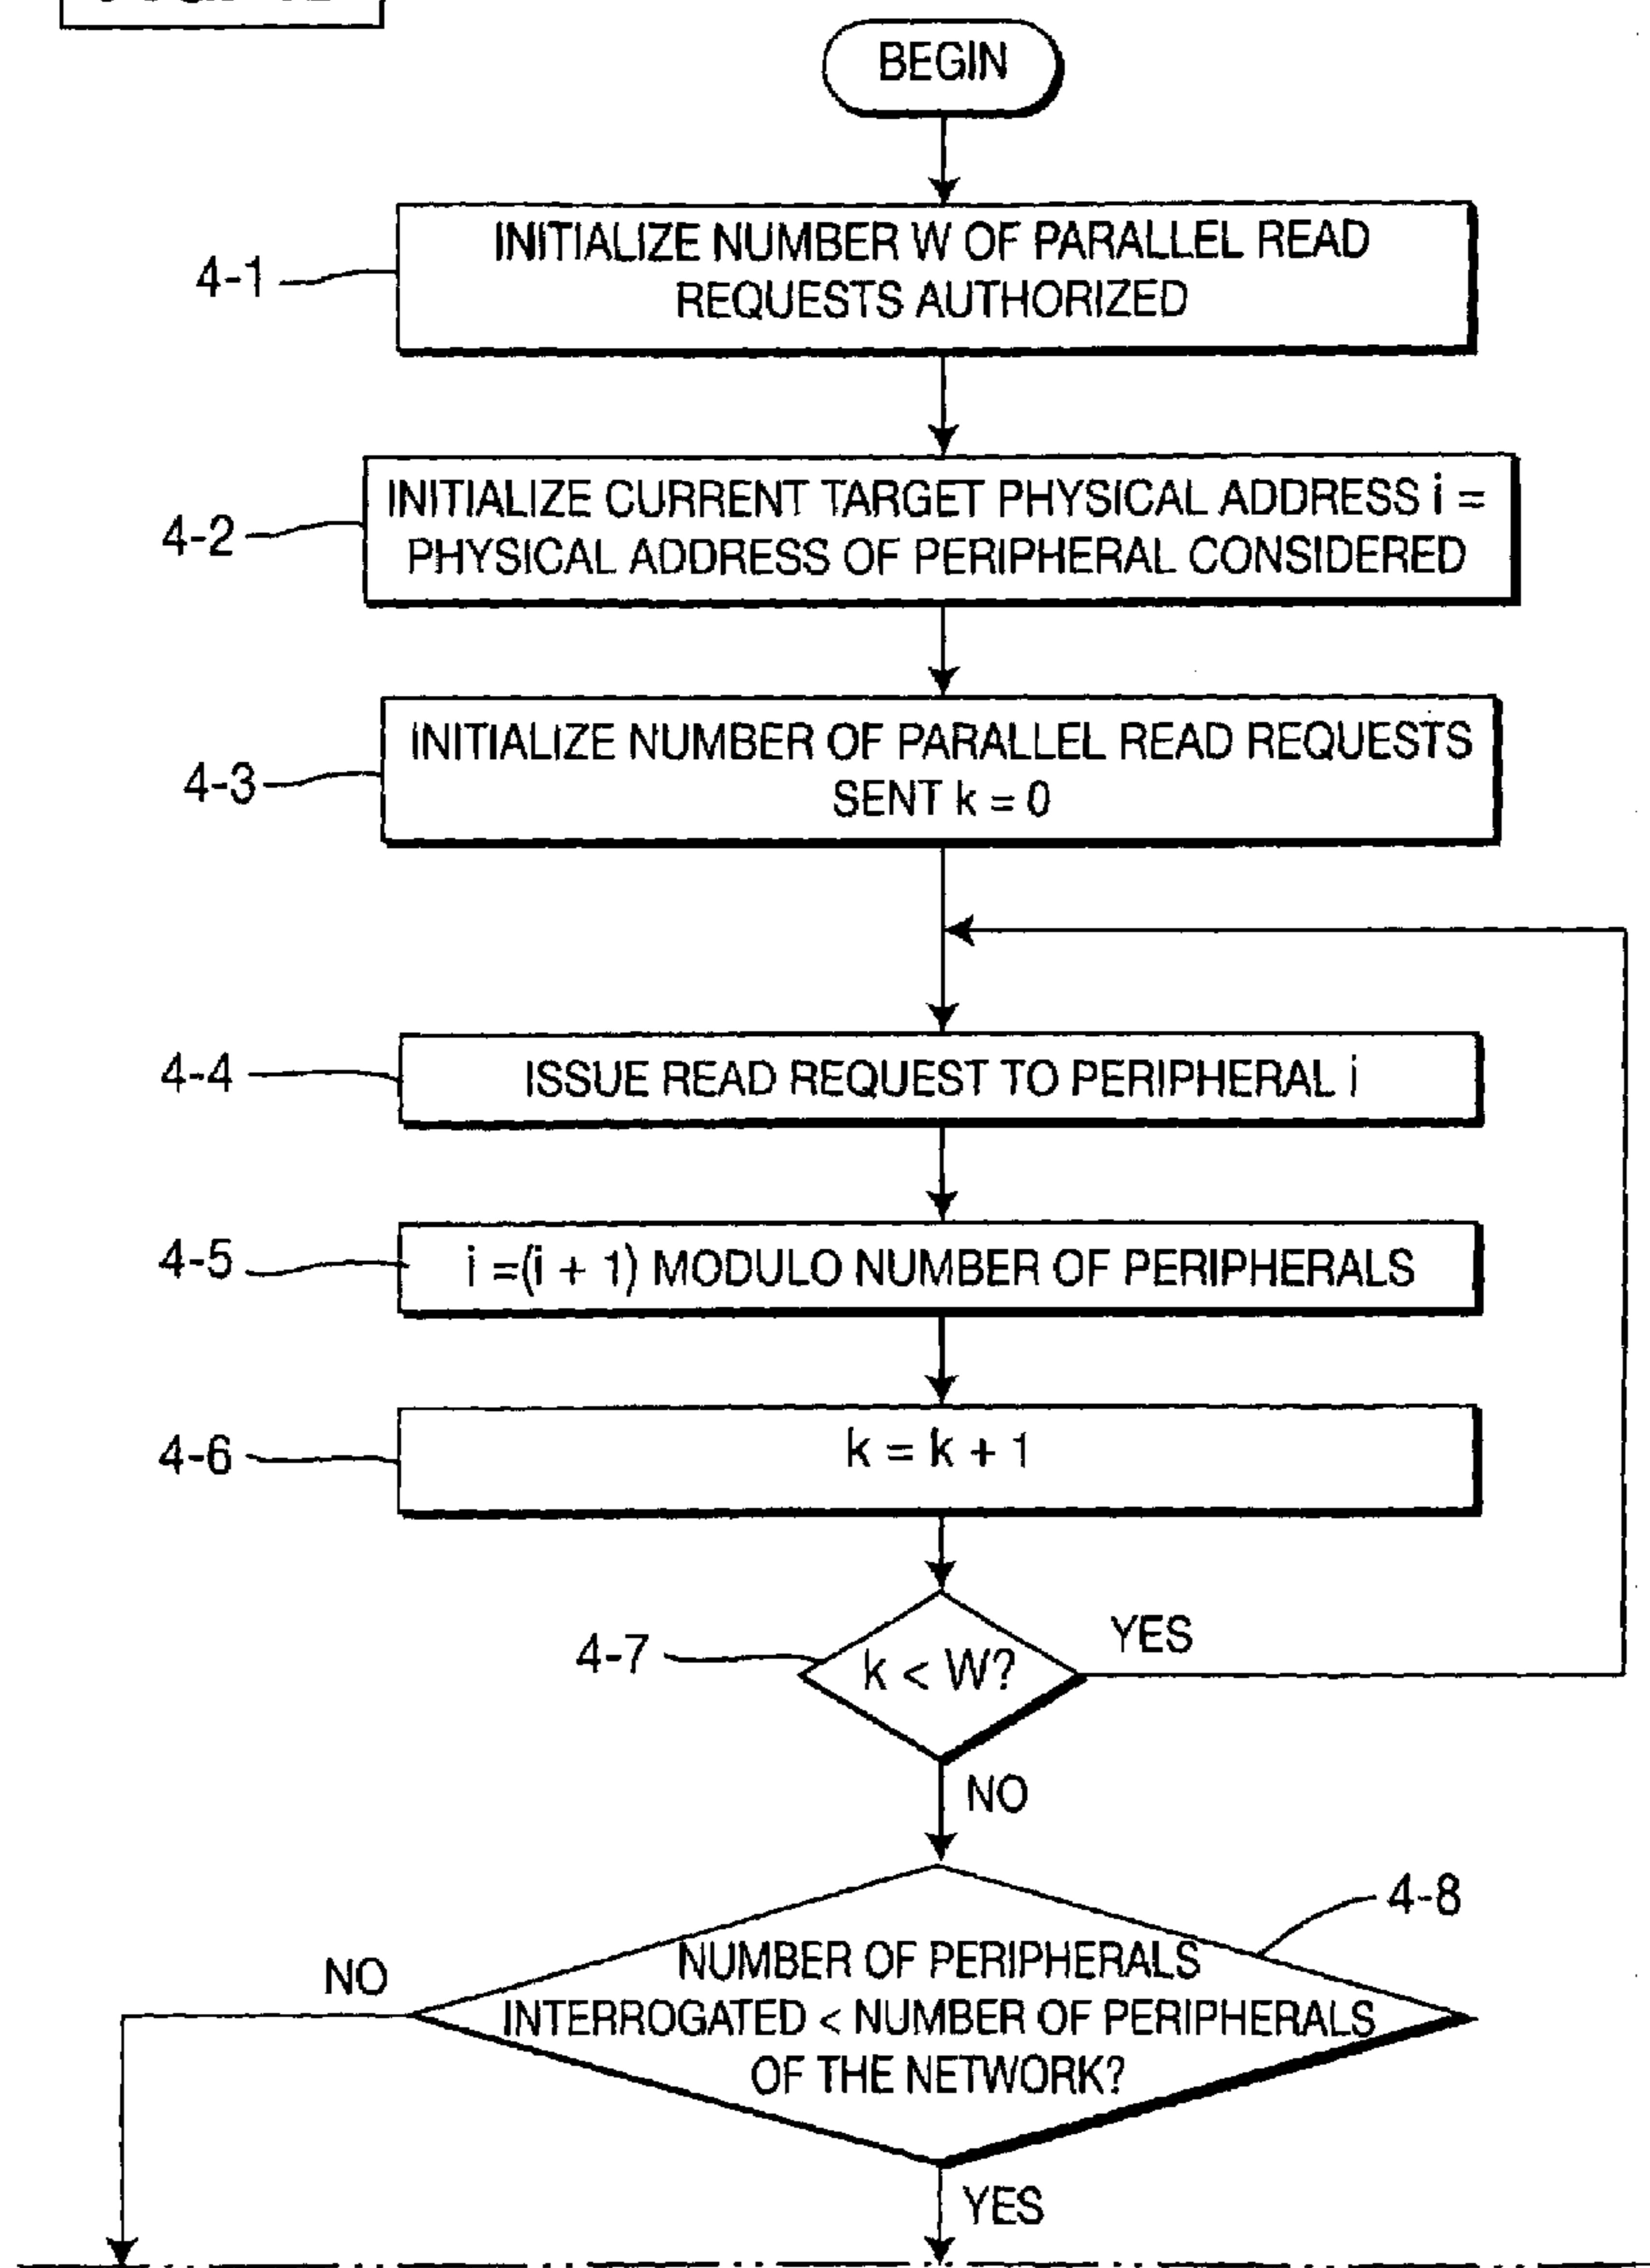 BEGIN
INITIALIZE NUMBER W OF PARALLEL READ
REQUESTS AUTHORIZED
4-1
INITIALIZE CURRENT TARGET PHYSICAL ADDRESS i =
PHYSICAL ADDRESS OF PERIPHERAL CONSIDERED
4-2
INITIALIZE NUMBER OF PARALLEL READ REQUESTS
SENT k = 0
4-3
ISSUE READ REQUEST TO PERIPHERAL i
4-4
i =(i + 1) MODULO NUMBER OF PERIPHERALS
4-5
k = k + 1
4-6
4-7
k < W?
YES
NO
4-8
NUMBER OF PERIPHERALS
INTERROGATED < NUMBER OF PERIPHERALS
OF THE NETWORK?
NO
YES